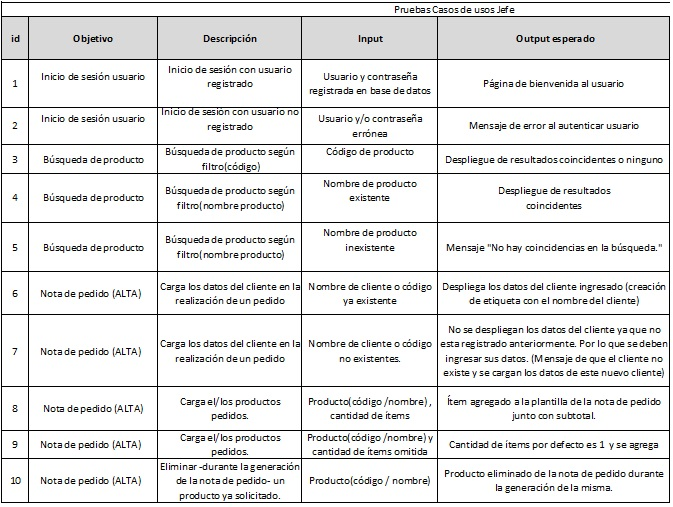 Pruebas Casos de usos Jefe
id Objetivo Descripción Input Output esperado
1 Inicio de sesión usuario Inicio de sesión con usuario registrado Usuario y contraseña registrada en base de datos Página de bienvenida al usuario
2 Inicio de sesión usuario Inicio de sesión con usuario no registrado Usuario y/o contraseña errónea Mensaje de error al autenticar usuario
3 Búsqueda de producto Búsqueda de producto según filtro(código) Código de producto Despliegue de resultados coincidentes o ninguno
4 Búsqueda de producto Búsqueda de producto según filtro(nombre producto) Nombre de producto existente Despliegue de resultados coincidentes
5 Búsqueda de producto Búsqueda de producto según filtro(nombre producto) Nombre de producto inexistente Mensaje "No hay coincidencias en la búsqueda."
6 Nota de pedido (ALTA) Carga los datos del cliente en la realización de un pedido Nombre de cliente o código ya existente Despliega los datos del cliente ingresado (creación de etiqueta con el nombre del cliente)
7 Nota de pedido (ALTA) Carga los datos del cliente en la realización de un pedido Nombre de cliente o código no existentes. No se despliegan los datos del cliente ya que no esta registrado anteriormente. Por lo que se deben ingresar sus datos. (Mensaje de que el cliente no existe y se cargan los datos de este nuevo cliente)
8 Nota de pedido (ALTA) Carga el/los productos pedidos. Producto(código /nombre) , cantidad de ítems Ítem agregado a la plantilla de la nota de pedido junto con subtotal.
9 Nota de pedido (ALTA) Carga el/los productos pedidos. Producto(código /nombre) y cantidad de ítems omitida Cantidad de ítems por defecto es 1 y se agrega
10 Nota de pedido (ALTA) Eliminar -durante la generación de la nota de pedido- un producto ya solicitado. Producto(código / nombre) Producto eliminado de la nota de pedido durante la generación de la misma.